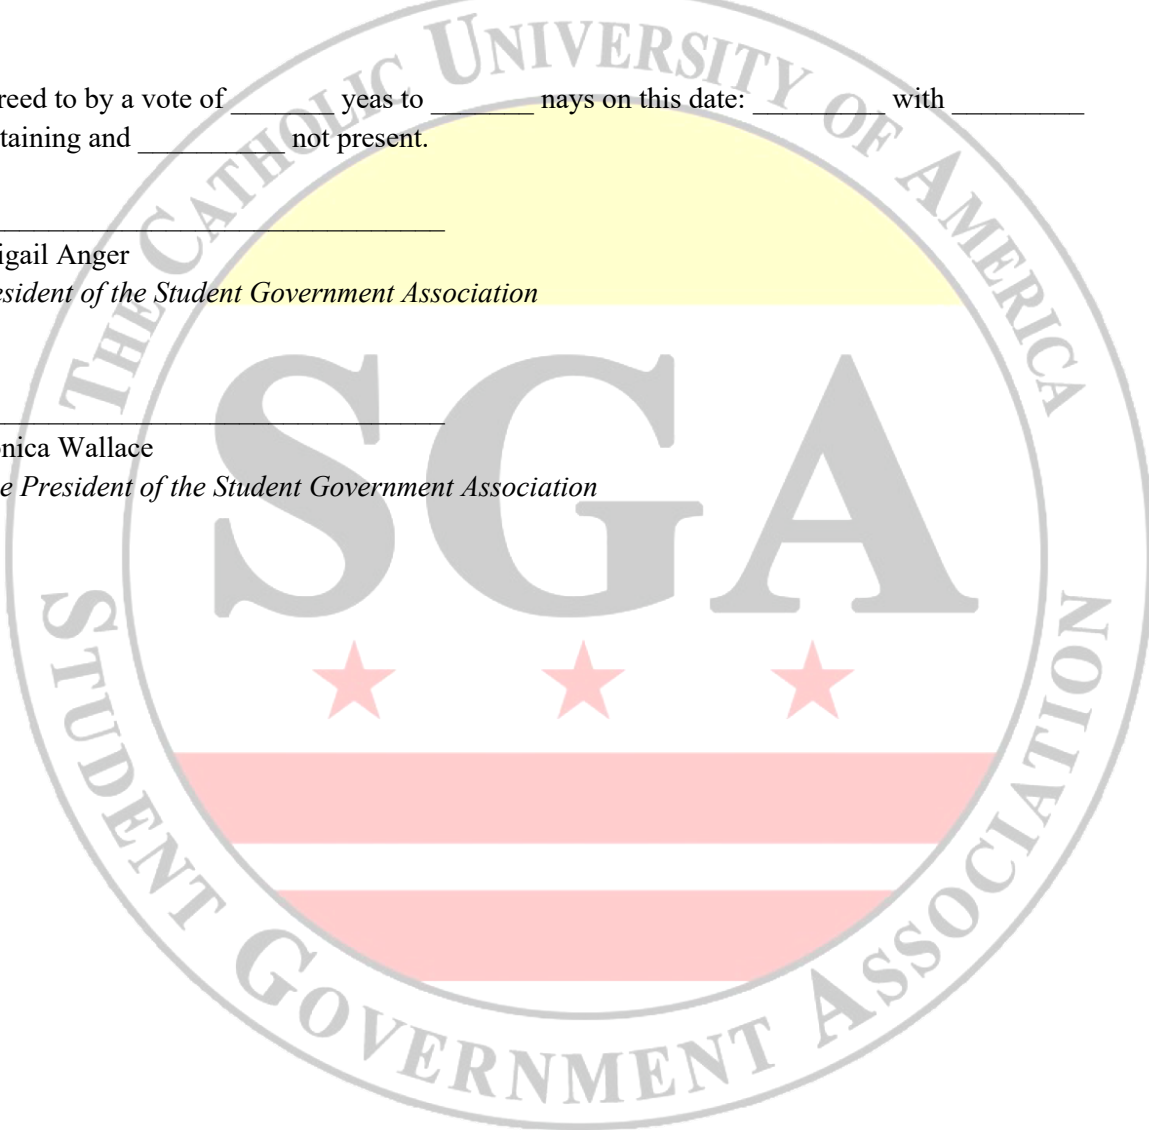 reed to by a vote of _______ yeas to _______ nays on this date: _________ with _________
taining and __________ not present.
_______________________________
igail Anger
esident of the Student Government Association
_______________________________
nica Wallace
e President of the Student Government Association
THE CATHOLIC UNIVERSITY OF AMERICA
SGA
STUDENT GOVERNMENT ASSOCIATION